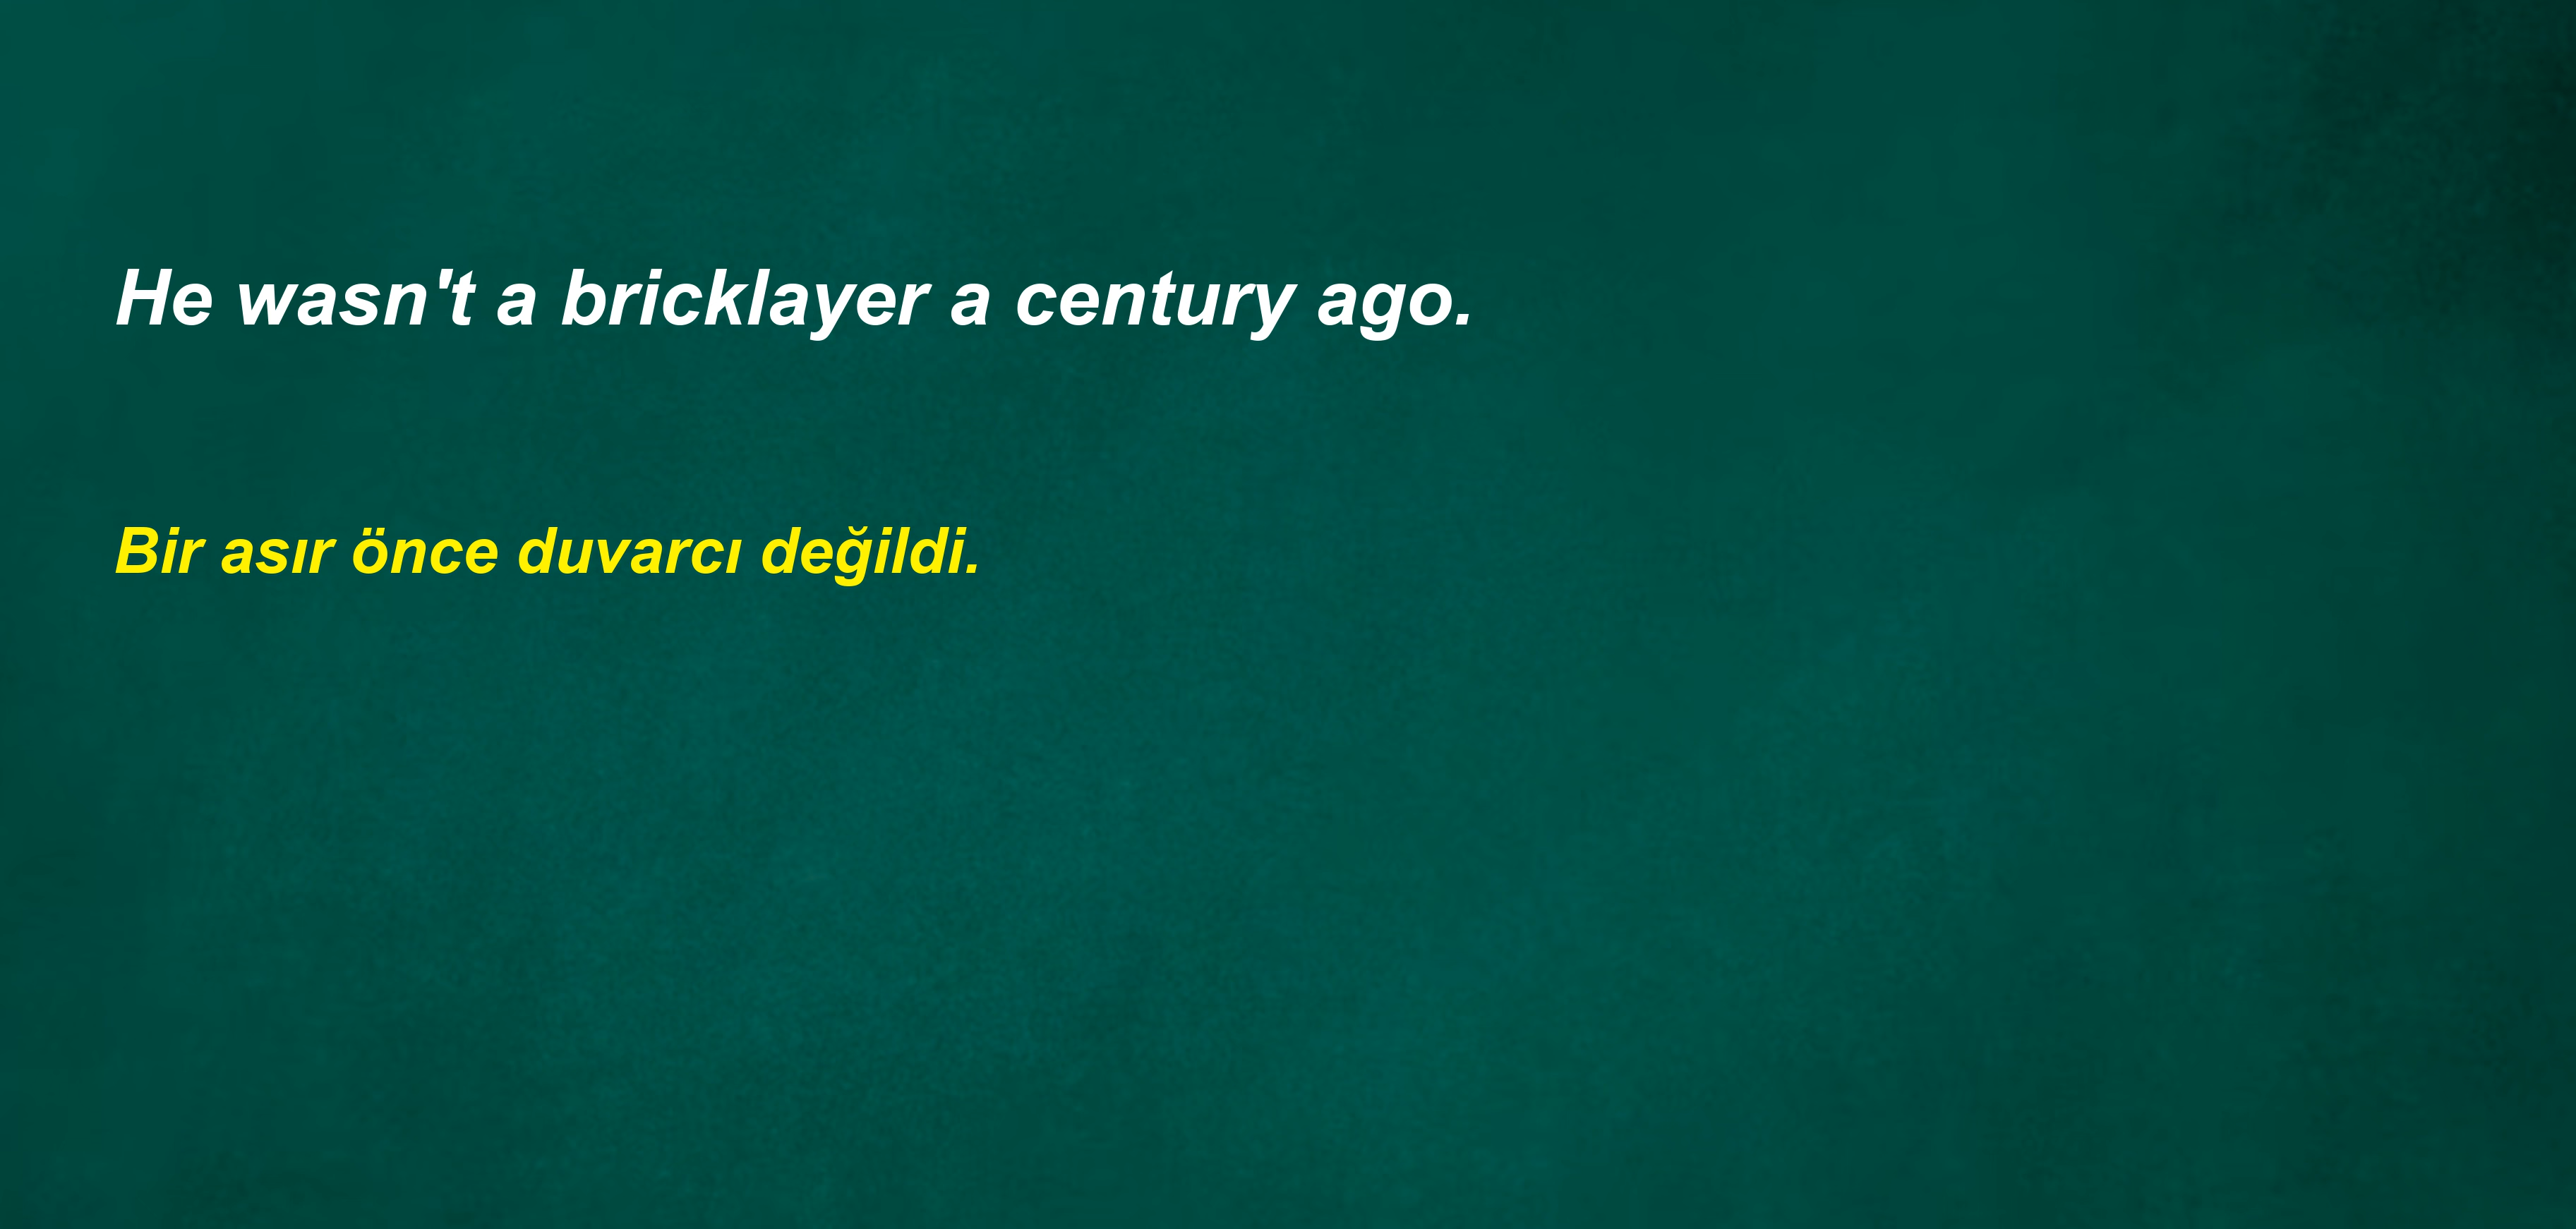 He wasn't a bricklayer a century ago.
Bir asır önce duvarcı değildi.